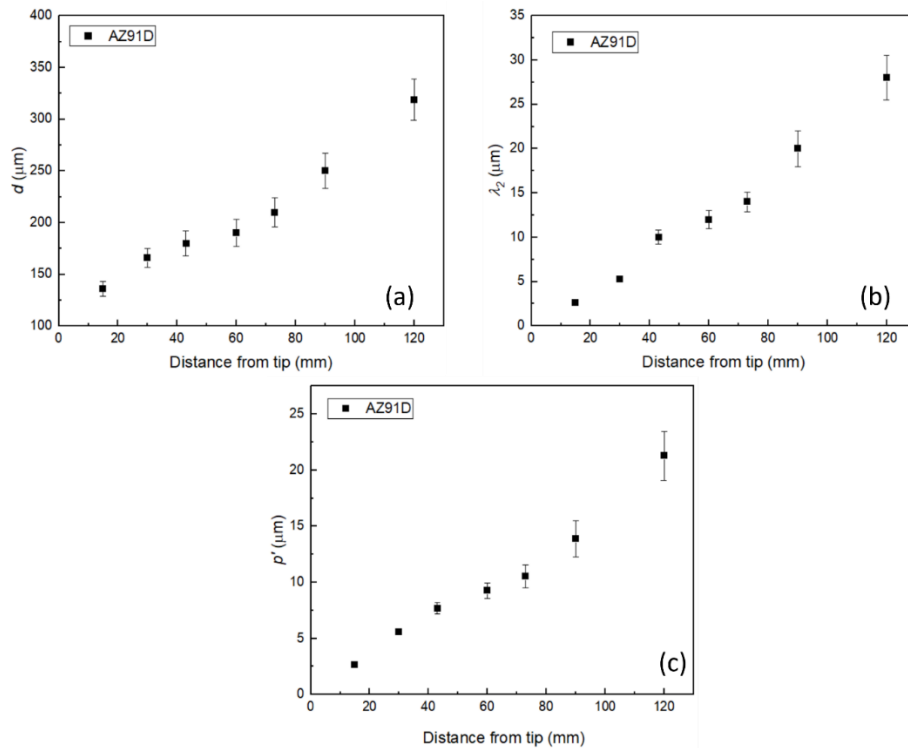 400
350
300
250
200
150
100
d (μm)
AZ91D
(a)
0 20 40 60 80 100 120
Distance from tip (mm)
35
30
25
20
15
10
5
0
λ2 (μm)
AZ91D
(b)
0 20 40 60 80 100 120
Distance from tip (mm)
25
20
15
10
5
0
p' (μm)
AZ91D
(c)
0 20 40 60 80 100 120
Distance from tip (mm)